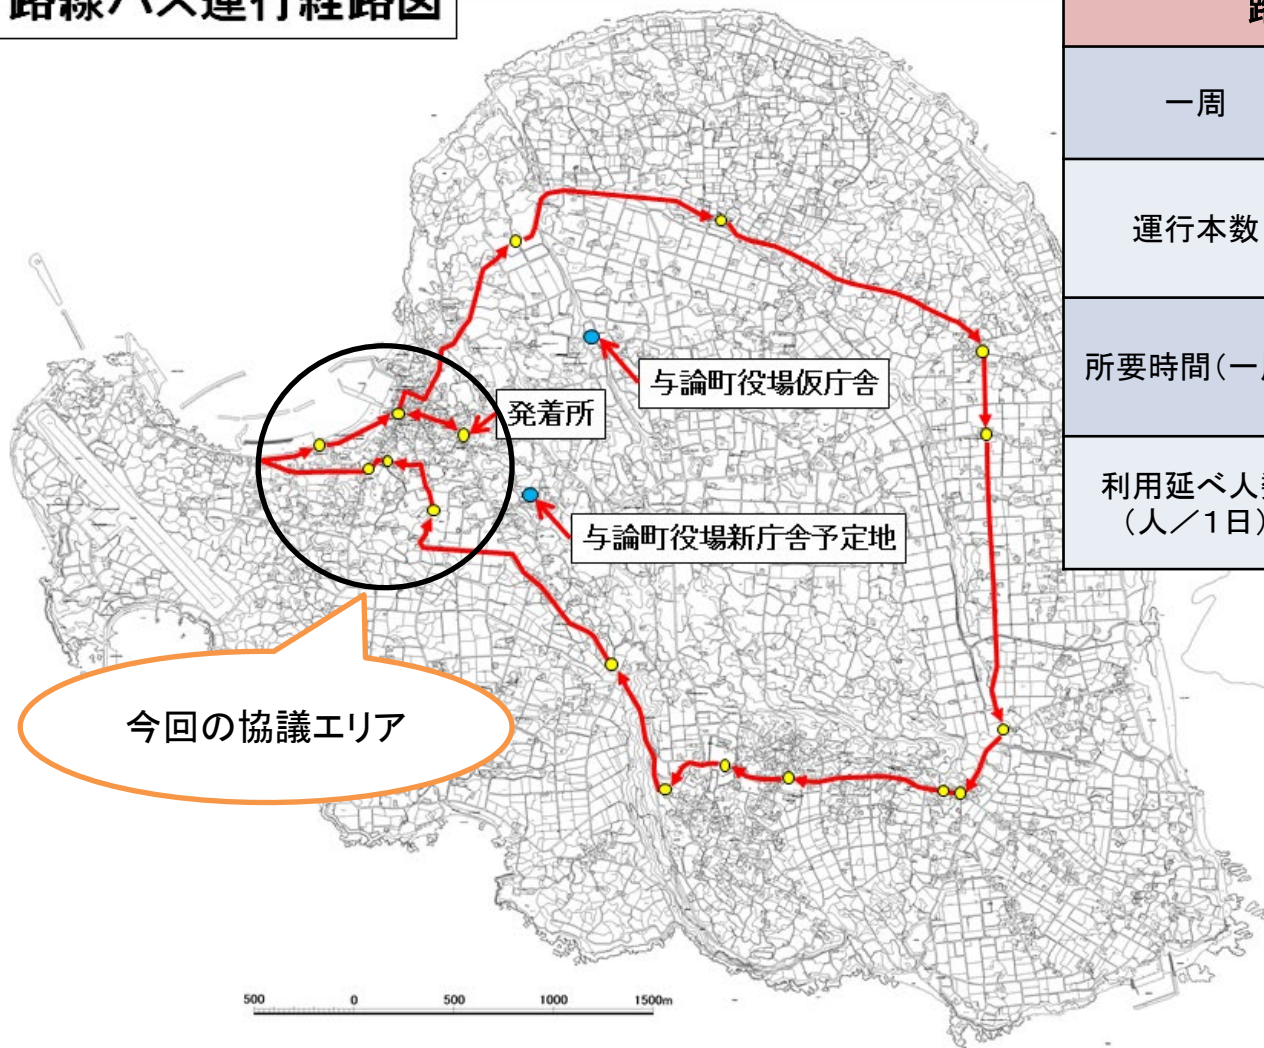 路線バス運行経路図
路
一周
運行本数
所要時間(一周
利用延べ人数
(人／1日)
与論町役場仮庁舎
発着所
与論町役場新庁舎予定地
今回の協議エリア
500 0 500 1000 1500m